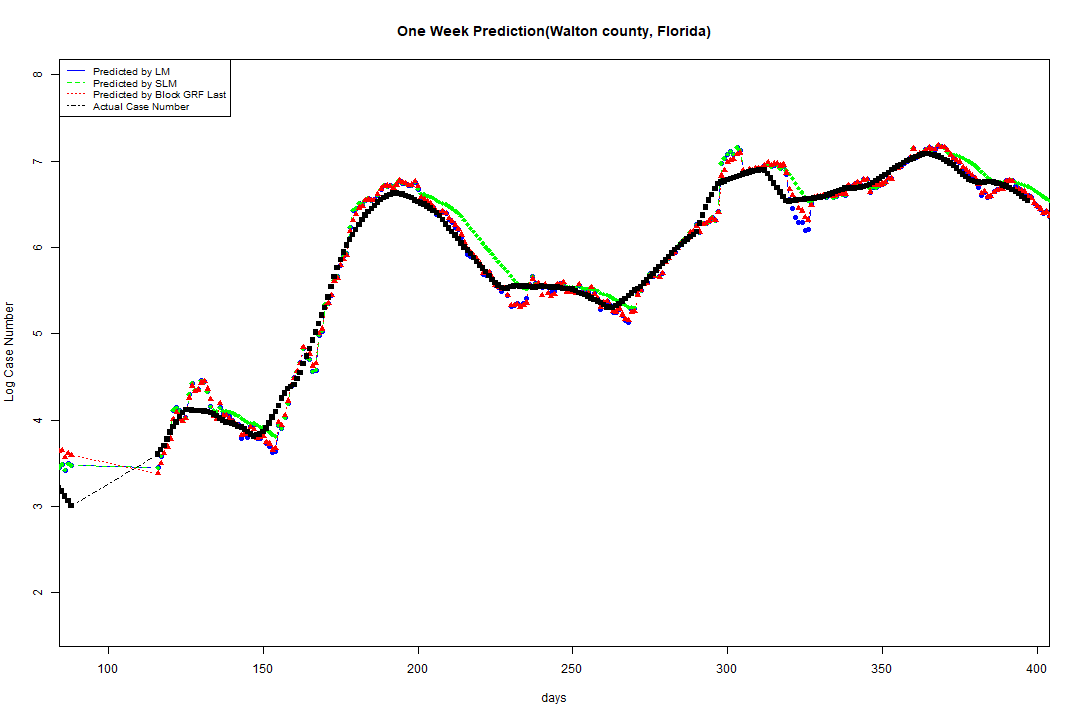 One Week Prediction(Walton county, Florida)
Predicted by LM
Predicted by SLM
Predicted by Block GRF Last
Actual Case Number
8
7
6
5
4
3
2
Log Case Number
100 150 200 250 300 350 400
days